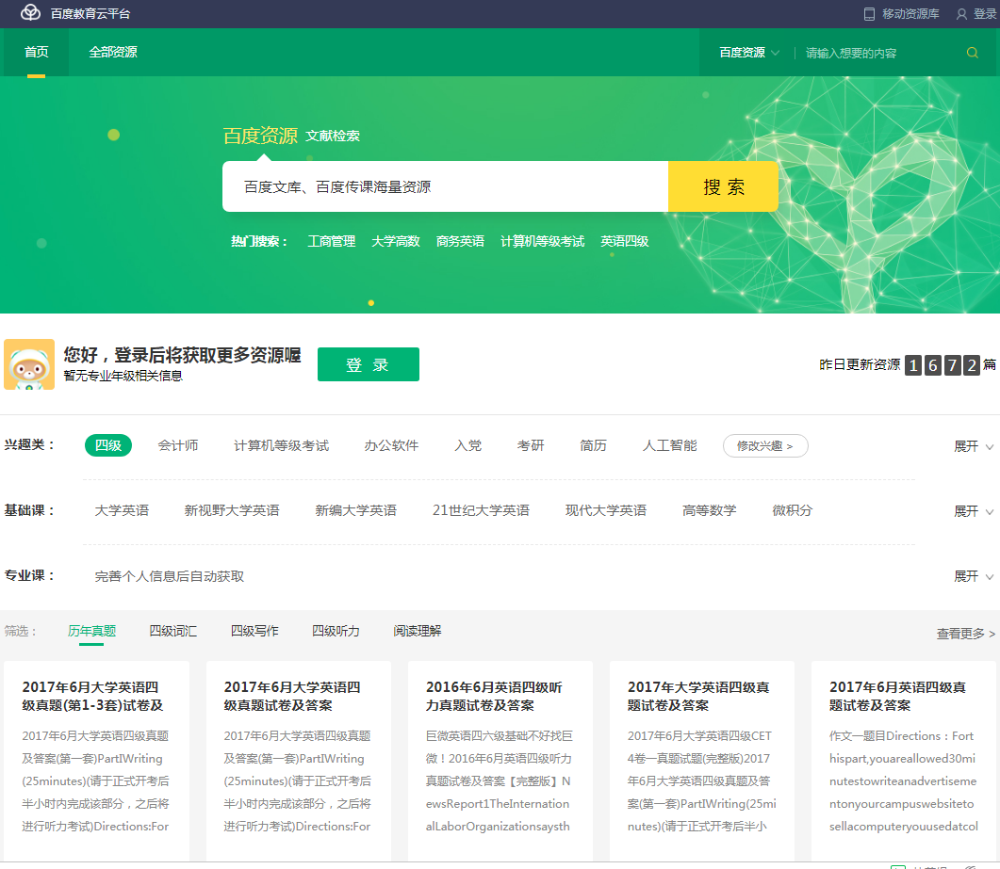 百度教育云平台 移动资源库 登录
首页 全部资源 百度资源 请输入想要的内容
百度资源 文献检索
百度文库、百度传课海量资源 搜 索
热门搜索： 工商管理 大学高数 商务英语 计算机等级考试 英语四级
您好，登录后将获取更多资源喔
暂无专业年级相关信息
登 录
昨日更新资源 1 6 7 2 篇
兴趣类： 四级 会计师 计算机等级考试 办公软件 入党 考研 简历 人工智能 修改兴趣 > 展开
基础课： 大学英语 新视野大学英语 新编大学英语 21世纪大学英语 现代大学英语 高等数学 微积分 展开
专业课： 完善个人信息后自动获取 展开
筛选： 历年真题 四级词汇 四级写作 四级听力 阅读理解 查看更多 >
2017年6月大学英语四
级真题(第1-3套)试卷及
2017年6月大学英语四级真题
及答案(第一套)PartIWriting
(25minutes)(请于正式开考后
半小时内完成该部分，之后将
进行听力考试)Directions:For
2017年6月大学英语四
级真题试卷及答案
2017年6月大学英语四级真题
及答案(第一套)PartIWriting
(25minutes)(请于正式开考后
半小时内完成该部分，之后将
进行听力考试)Directions:For
2016年6月英语四级听
力真题试卷及答案
巨微英语四六级基础不好找巨
微！2016年6月英语四级听力
真题试卷及答案【完整版】N
ewsReport1TheInternation
alLaborOrganizationsaysth
2017年大学英语四级真
题试卷及答案
2017年6月大学英语四级CET
4卷一真题试题(完整版)2017
年6月大学英语四级真题及答
案(第一套)PartIWriting(25mi
nutes)(请于正式开考后半小
2017年6月英语四级真
题试卷及答案
作文一题目Directions：Fort
hispart,youareallowed30mi
nutestowriteanadvertiseme
ntonyourcampuswebsiteto
sellacomputeryouusedatcol